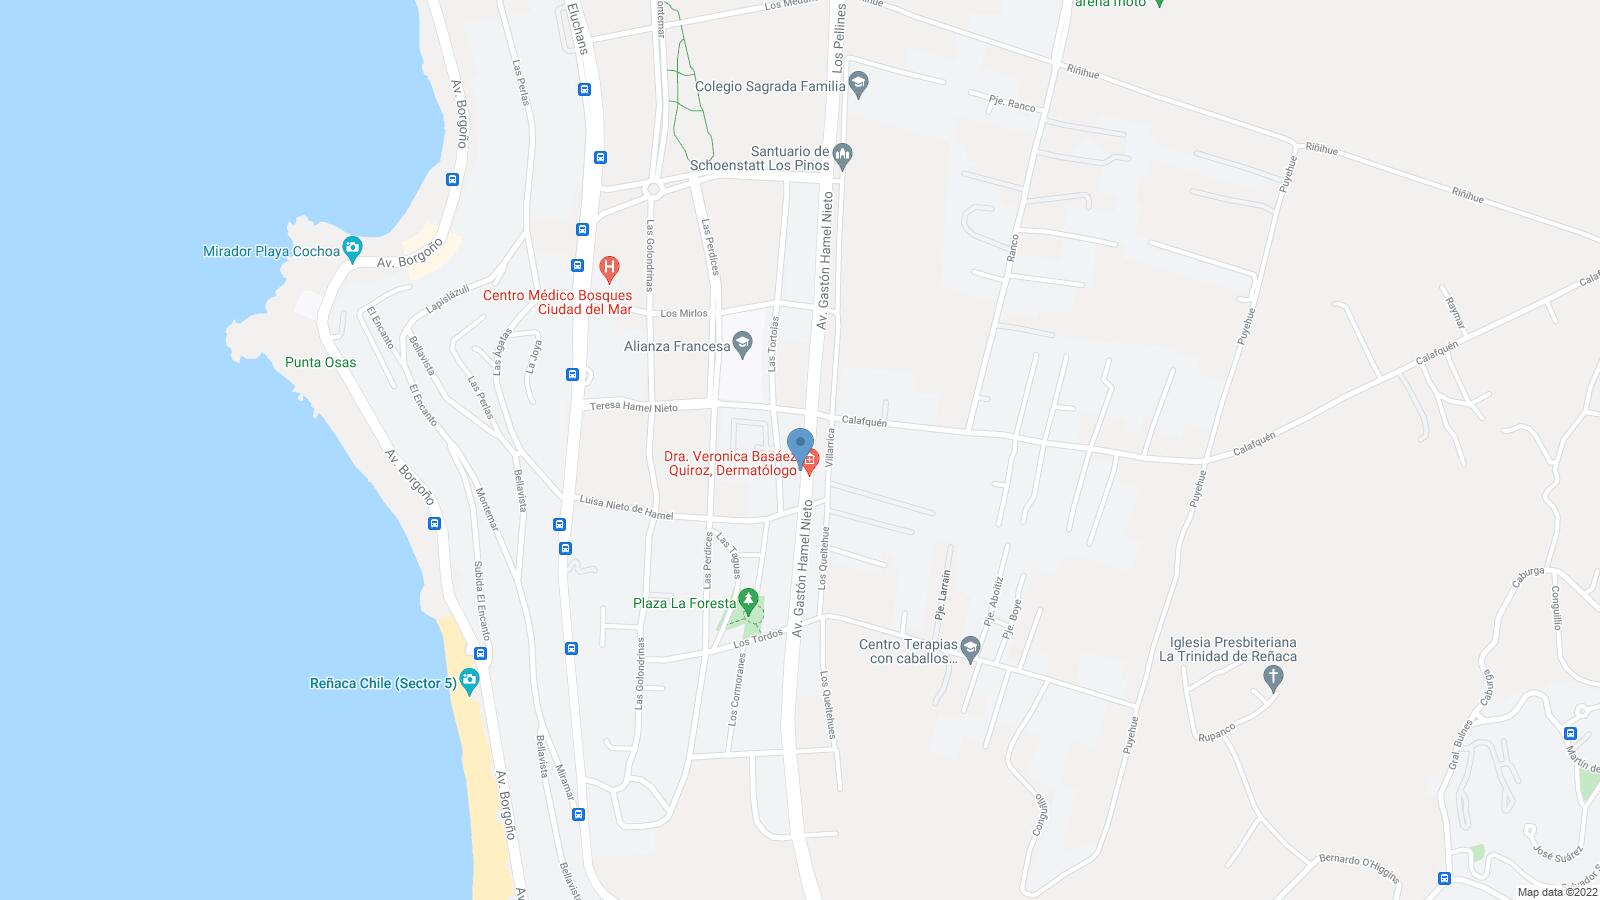 arena moto
Los Pellines
Eluchans
Riñihue
Las Perlas
Av. Borgoño
Colegio Sagrada Familia
Pje. Ranco
Santuario de
Schoenstatt Los Pinos
Riñihue
Puyehue
Riñihue
Av. Gastón Hamel Nieto
Las Golondrinas
Las Perdices
Ranco
Mirador Playa Cochoa
Av. Borgoño
Centro Médico Bosques
Ciudad del Mar
Lapislázuli
Los Mirlos
Raymar
Puyehue
El Encanto
Bellavista
Las Ágatas
La Joya
Alianza Francesa
Las Tortolas
Calafquén
Punta Osas
Las Perlas
El Encanto
Teresa Hamel Nieto
Calafquén
Calafquén
Villarrica
Dra. Veronica Basáez
Quiroz, Dermatólogo
Av. Borgoño
Bellavista
Montemar
Luisa Nieto de Hamel
Puyehue
Av. Gastón Hamel Nieto
Los Queltehue
Las Perdices
Las Taguas
Subida El Encanto
Pje. Larrain
Pje. Aboitiz
Pje. Boye
Caburga
Conguillio
Plaza La Foresta
Los Tordos
Centro Terapias
con caballos...
Iglesia Presbiteriana
La Trinidad de Reñaca
Las Golondrinas
Los Cormoranes
Los Queltehues
Reñaca Chile (Sector 5)
Caburga
Puyehue
Rupanco
Gral. Bulnes
Bellavista
Miramar
Av. Borgoño
Conguillio
Martín de
José Suárez
Bernardo O'Higgins
Bellavista
Av
Map data ©2022